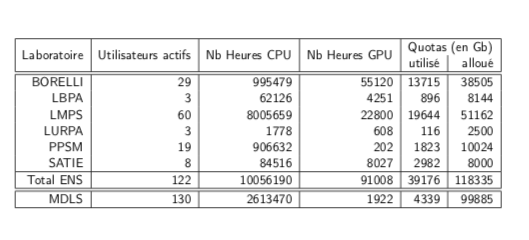 Laboratoire Utilisateurs actifs Nb Heures CPU Nb Heures GPU Quotas (en Gb)
utilisé alloué
BORELLI 29 995479 55120 13715 38505
LBPA 3 62126 4251 896 8144
LMPS 60 8005659 22800 19644 51162
LURPA 3 1778 608 116 2500
PPSM 19 906632 202 1823 10024
SATIE 8 84516 8027 2982 8000
Total ENS 122 10056190 91008 39176 118335
MDLS 130 2613470 1922 4339 99885